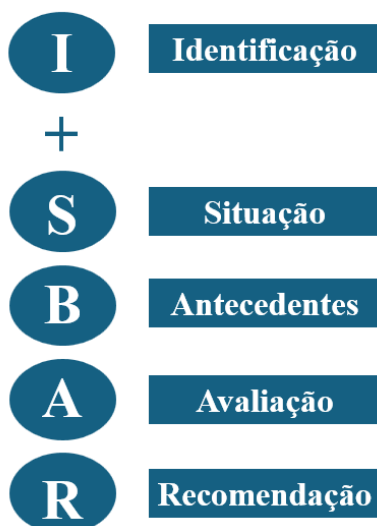 I Identificação
+
S Situação
B Antecedentes
A Avaliação
R Recomendação